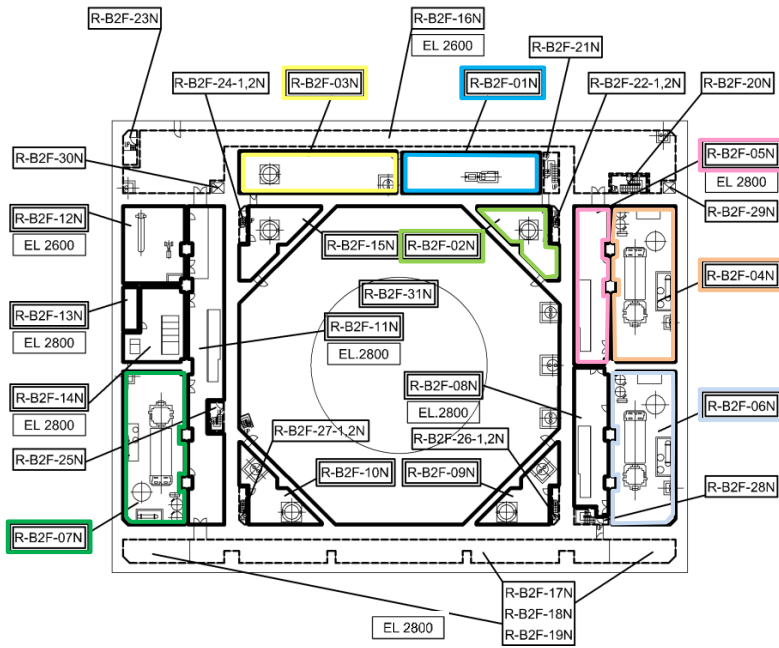 R-B2F-23N
R-B2F-16N
EL 2600
R-B2F-21N
R-B2F-24-1,2N
R-B2F-03N
R-B2F-01N
R-B2F-22-1,2N
R-B2F-20N
R-B2F-30N
R-B2F-05N
EL 2800
R-B2F-12N
EL 2600
R-B2F-29N
R-B2F-15N
R-B2F-02N
R-B2F-04N
R-B2F-31N
R-B2F-13N
EL 2800
R-B2F-11N
EL.2800
R-B2F-14N
EL 2800
R-B2F-08N
EL.2800
R-B2F-06N
R-B2F-25N
R-B2F-27-1,2N
R-B2F-26-1,2N
R-B2F-10N
R-B2F-09N
R-B2F-28N
R-B2F-07N
R-B2F-17N
R-B2F-18N
R-B2F-19N
EL 2800